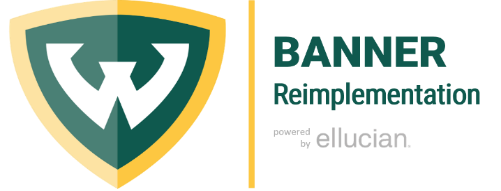 W
BANNER
Reimplementation
powered
by ellucian.